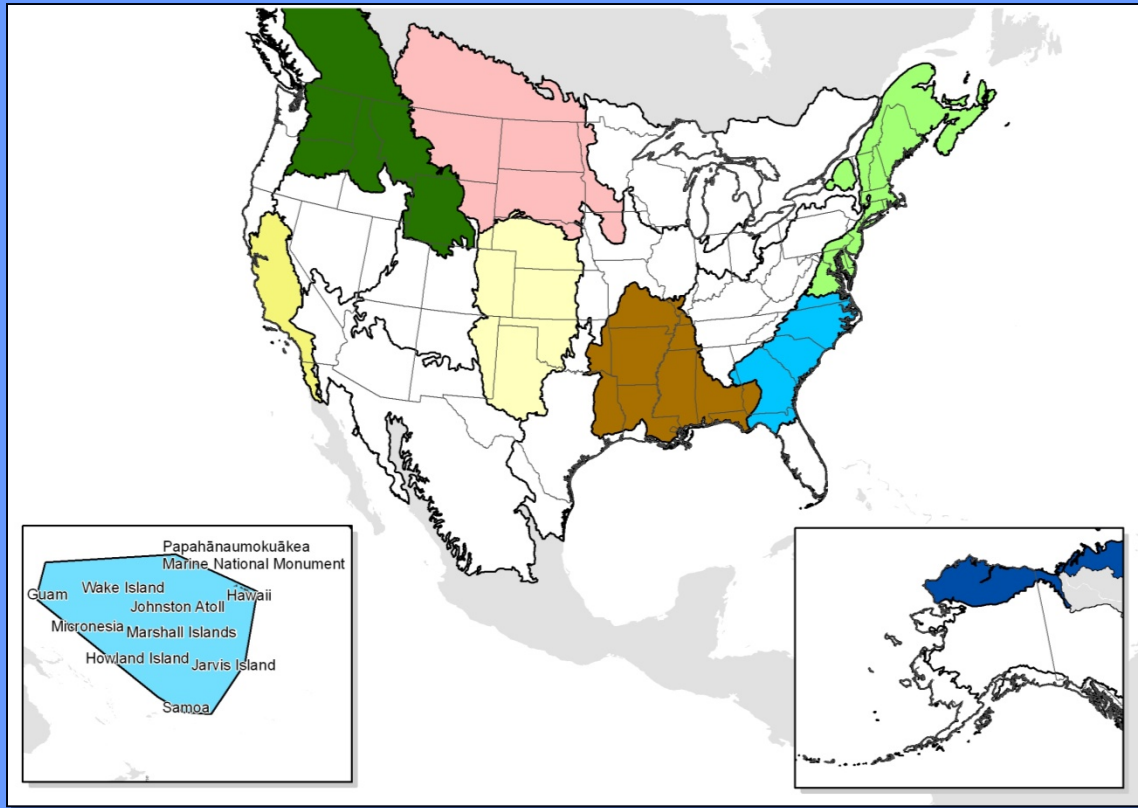 Papahānaumokuākea
Marine National Monument
Guam
Wake Island
Hawaii
Johnston Atoll
Micronesia
Marshall Islands
Howland Island
Jarvis Island
Samoa